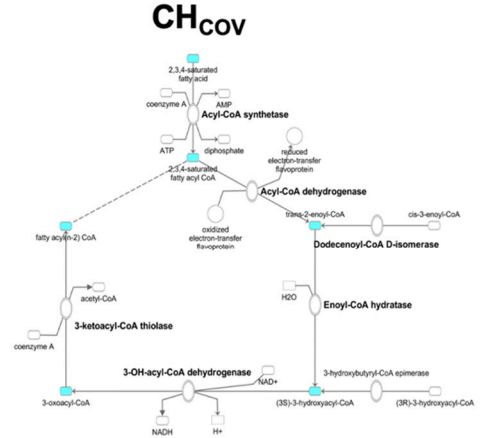 CHCOV
2,3,4-saturated
fatty acid
coenzyme A
AMP
Acyl-CoA synthetase
ATP
diphosphate
reduced
electron-transfer
flavoprotein
2,3,4-saturated
fatty acyl CoA
Acyl-CoA dehydrogenase
oxidized
electron-transfer
flavoprotein
trans-2-enoyl-CoA
cis-3-enoyl-CoA
Dodecenoyl-CoA D-isomerase
fatty acyl(n-2) CoA
acetyl-CoA
H2O
Enoyl-CoA hydratase
3-ketoacyl-CoA thiolase
coenzyme A
3-OH-acyl-CoA dehydrogenase
NAD+
3-hydroxybutyryl-CoA epimerase
3-oxoacyl-CoA
(3S)-3-hydroxyacyl-CoA
(3R)-3-hydroxyacyl-CoA
NADH
H+